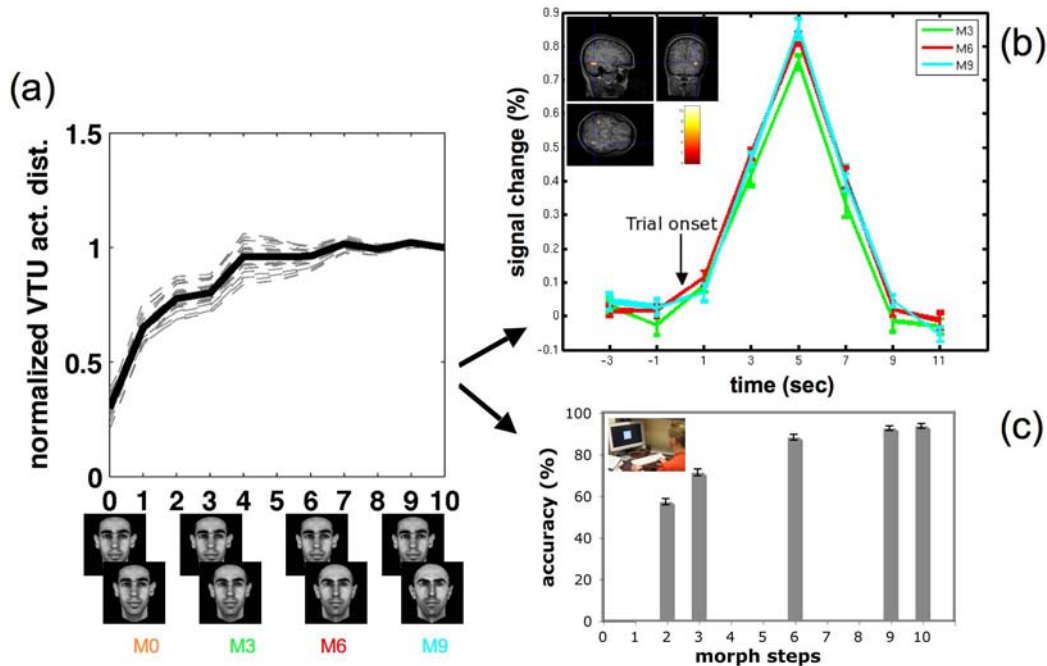 (a)
normalized VTU act. dist.
1.5
1
0.5
0
0 1 2 3 4 5 6 7 8 9 10
M0 M3 M6 M9
(b)
signal change (%)
0.9
0.8
0.7
0.6
0.5
0.4
0.3
0.2
0.1
0
-0.1
Trial onset
M3
M6
M9
-3 -1 1 3 5 7 9 11
time (sec)
(c)
accuracy (%)
100
80
60
40
20
0
0 1 2 3 4 5 6 7 8 9 10
morph steps